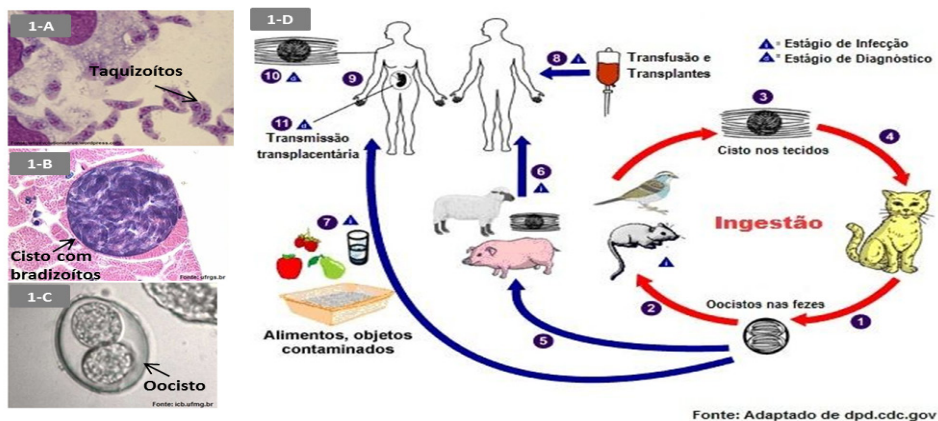 1-A
Taquizoítos
1-B
Cisto com
bradizoítos
Fonte: ufrgs.br
1-C
Oocisto
Fonte: icb.ufmg.br
1-D
10
d
9
11
d
Transmissão
transplacentária
8
i
Transfusão e
Transplantes
i = Estágio de Infecção
d = Estágio de Diagnòstico
3
Cisto nos tecidos
4
6
i
7
i
Ingestão
i
Alimentos, objetos
contaminados
5
2
Oocistos nas fezes
1
Fonte: Adaptado de dpd.cdc.gov